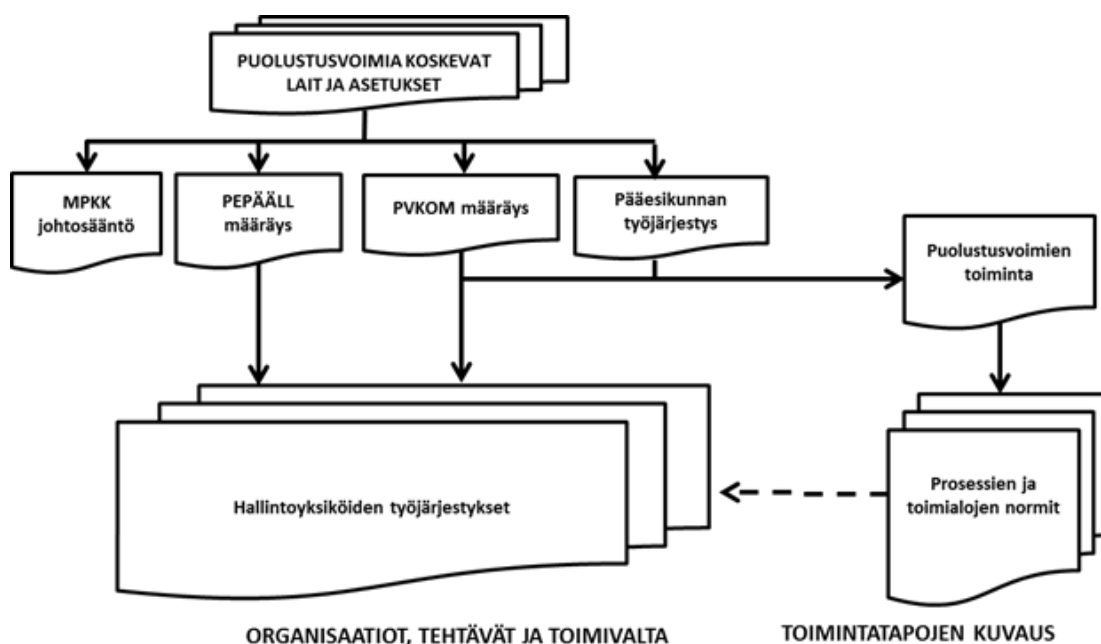 PUOLUSTUSVOIMIA KOSKEVAT
LAIT JA ASETUKSET
MPKK
johtosääntö
PEPÄÄLL
määräys
PVKOM määräys
Pääesikunnan
työjärjestys
Puolustusvoimien
toiminta
Hallintoyksiköiden työjärjestykset
Prosessien ja
toimialojen normit
ORGANISAATIOT, TEHTÄVÄT JA TOIMIVALTA
TOIMINTATAPOJEN KUVAUS